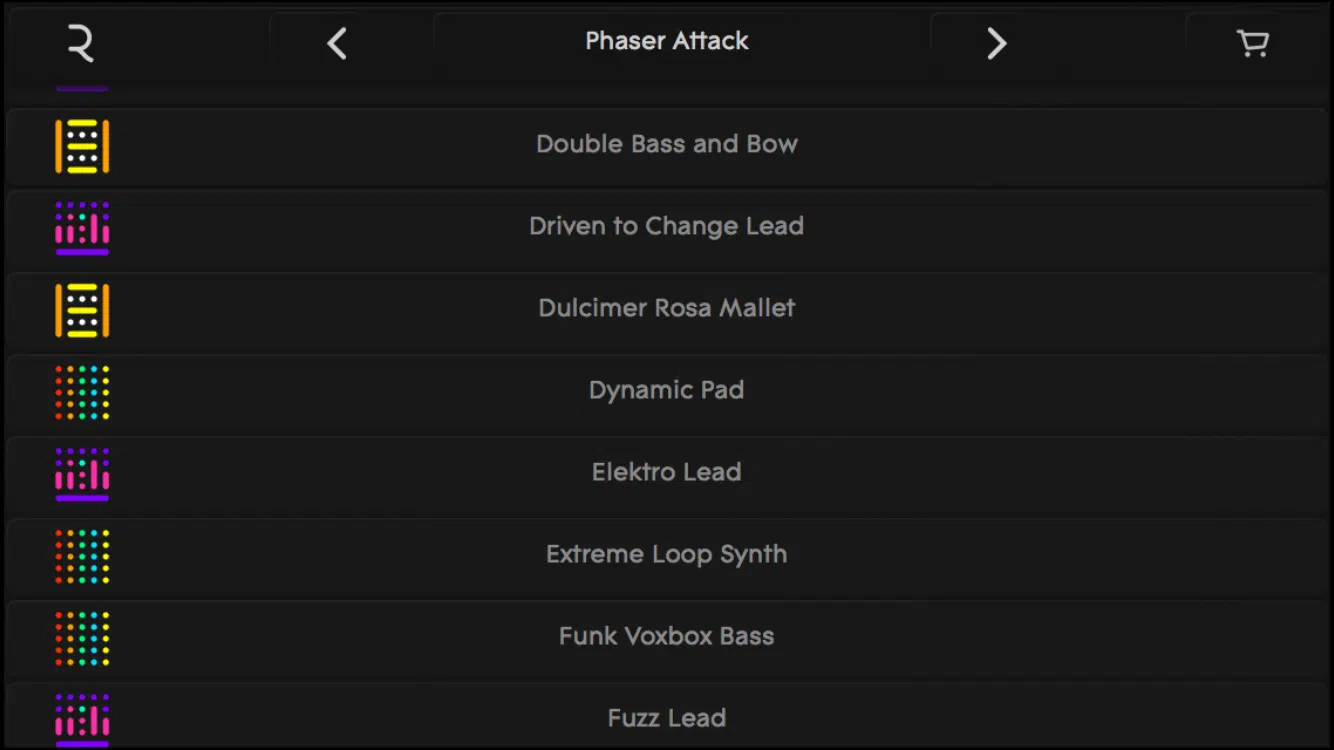 Phaser Attack
Double Bass and Bow
Driven to Change Lead
Dulcimer Rosa Mallet
Dynamic Pad
Elektro Lead
Extreme Loop Synth
Funk Voxbox Bass
Fuzz Lead